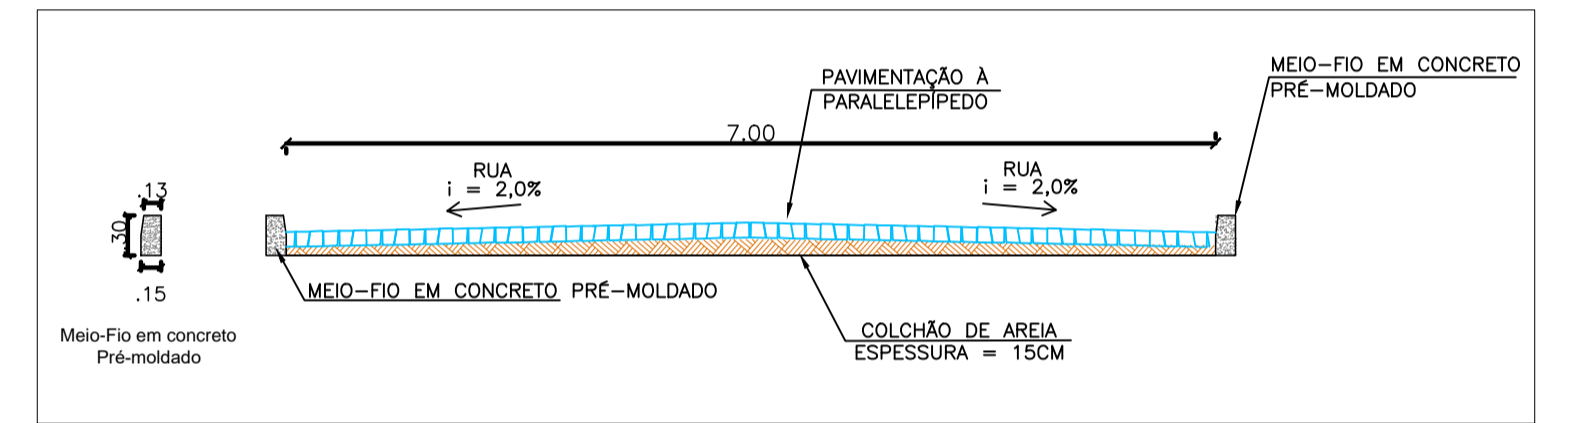 PAVIMENTAÇÃO À
PARALELEPÍPEDO
MEIO-FIO EM CONCRETO
PRÉ-MOLDADO
7.00
RUA
i = 2,0%
RUA
i = 2,0%
.13
.30
.15
MEIO-FIO EM CONCRETO PRÉ-MOLDADO
COLCHÃO DE AREIA
ESPESSURA = 15CM
Meio-Fio em concreto
Pré-moldado